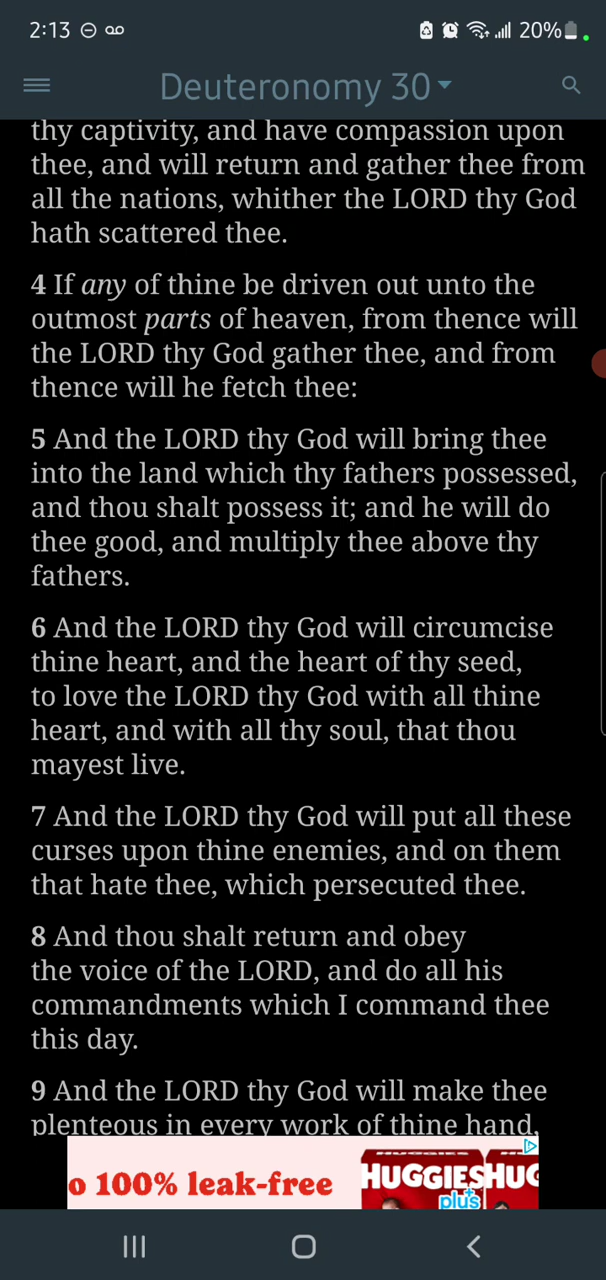 2:13 20%
Deuteronomy 30
thy captivity, and have compassion upon
thee, and will return and gather thee from
all the nations, whither the LORD thy God
hath scattered thee.
4 If any of thine be driven out unto the
outmost parts of heaven, from thence will
the LORD thy God gather thee, and from
thence will he fetch thee:
5 And the LORD thy God will bring thee
into the land which thy fathers possessed,
and thou shalt possess it; and he will do
thee good, and multiply thee above thy
fathers.
6 And the LORD thy God will circumcise
thine heart, and the heart of thy seed,
to love the LORD thy God with all thine
heart, and with all thy soul, that thou
mayest live.
7 And the LORD thy God will put all these
curses upon thine enemies, and on them
that hate thee, which persecuted thee.
8 And thou shalt return and obey
the voice of the LORD, and do all his
commandments which I command thee
this day.
9 And the LORD thy God will make thee
plenteous in every work of thine hand,
o 100% leak-free
HUGGIES HUG
plus+